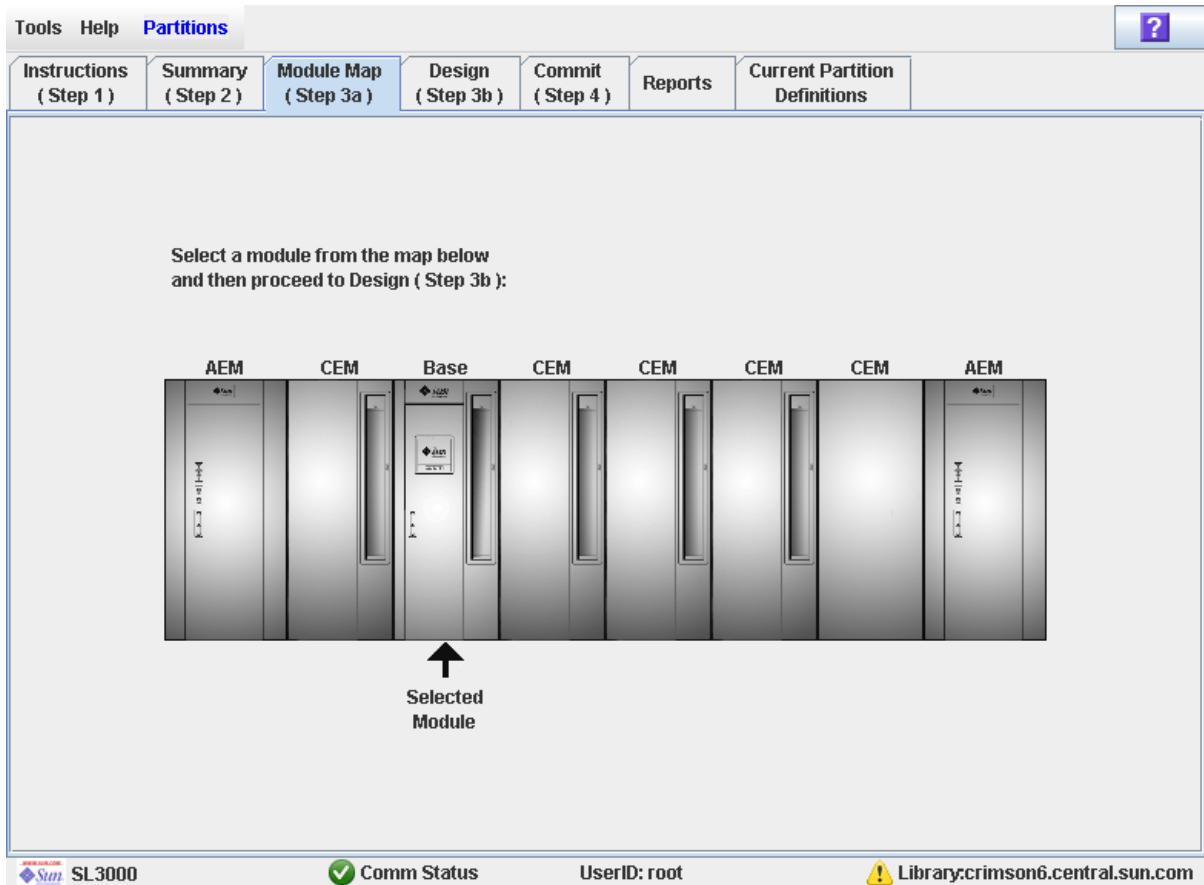 Tools Help Partitions
?
Instructions
( Step 1 )
Summary
( Step 2 )
Module Map
( Step 3a )
Design
( Step 3b )
Commit
( Step 4 )
Reports
Current Partition
Definitions
Select a module from the map below
and then proceed to Design ( Step 3b ):
AEM CEM Base CEM CEM CEM CEM AEM
Selected
Module
Sun SL3000 Comm Status UserID: root Library:crimson6.central.sun.com